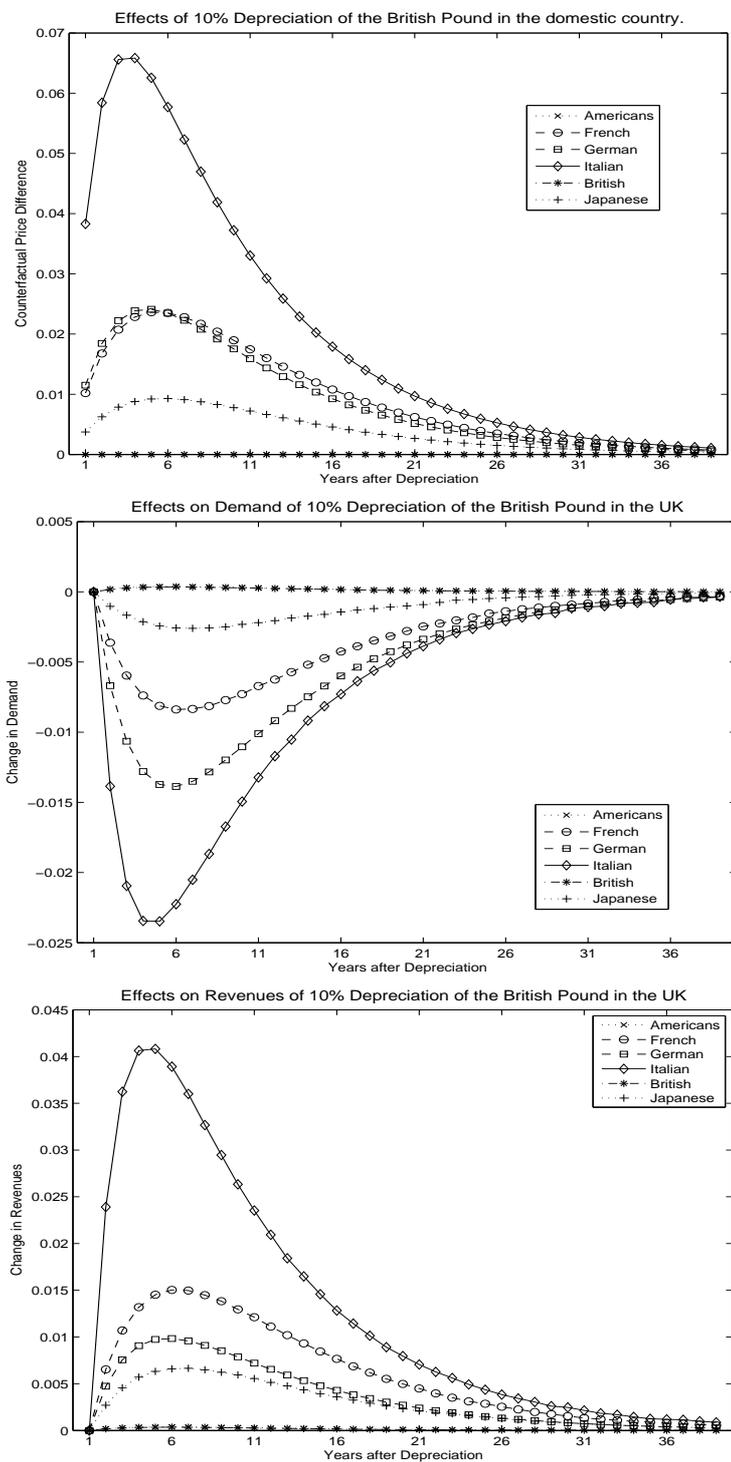 Effects of 10% Depreciation of the British Pound in the domestic country.
0.07
0.06
0.05
0.04
0.03
0.02
0.01
0
Counterfactual Price Difference
Americans
French
German
Italian
British
Japanese
1 6 11 16 21 26 31 36
Years after Depreciation
Effects on Demand of 10% Depreciation of the British Pound in the UK
0.005
0
−0.005
−0.01
−0.015
−0.02
−0.025
Change in Demand
Americans
French
German
Italian
British
Japanese
1 6 11 16 21 26 31 36
Years after Depreciation
Effects on Revenues of 10% Depreciation of the British Pound in the UK
0.045
0.04
0.035
0.03
0.025
0.02
0.015
0.01
0.005
0
Change in Revenues
Americans
French
German
Italian
British
Japanese
1 6 11 16 21 26 31 36
Years after Depreciation